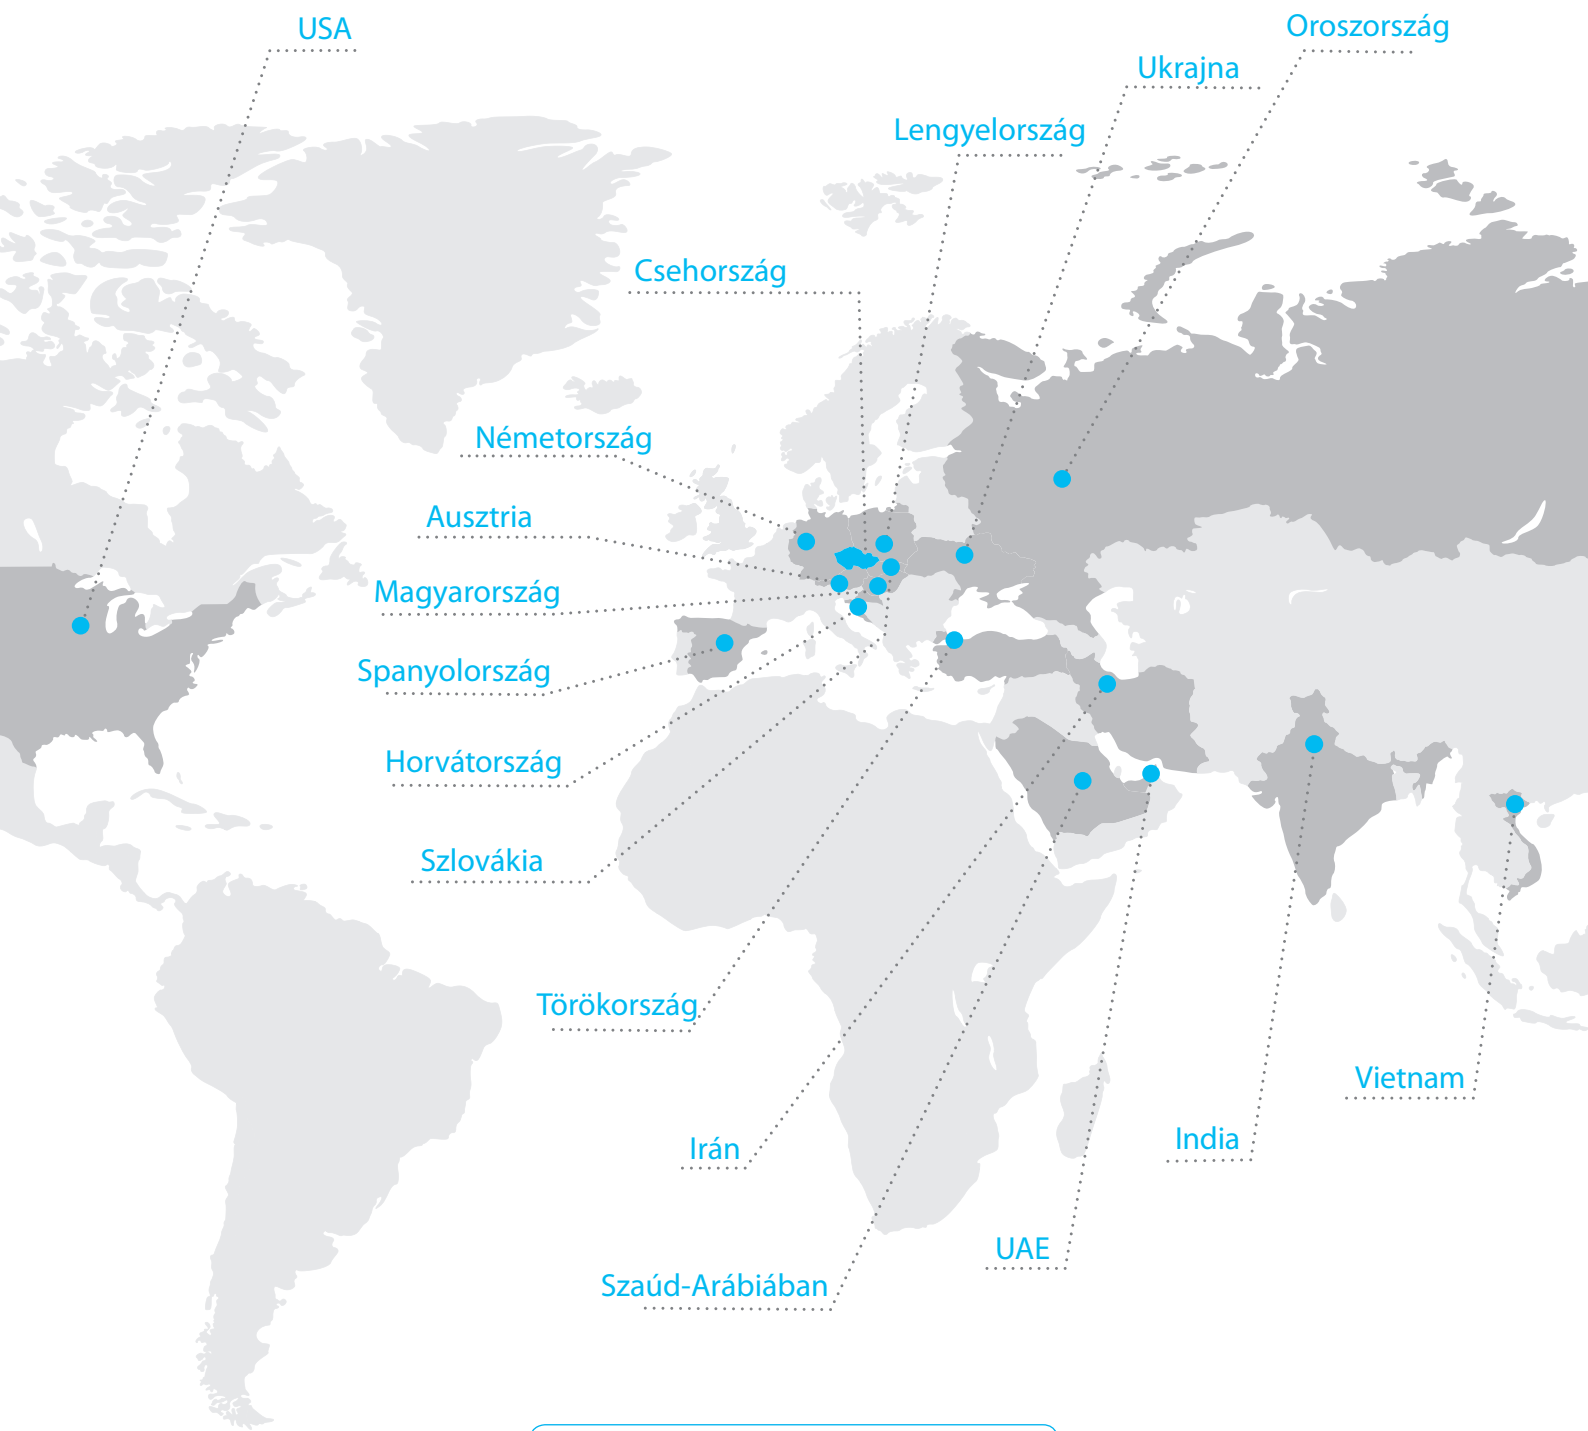 USA
Oroszország
Ukrajna
Lengyelország
Csehország
Németország
Ausztria
Magyarország
Spanyolország
Horvátország
Szlovákia
Törökország
Vietnam
India
Irán
UAE
Szaúd-Arábiában